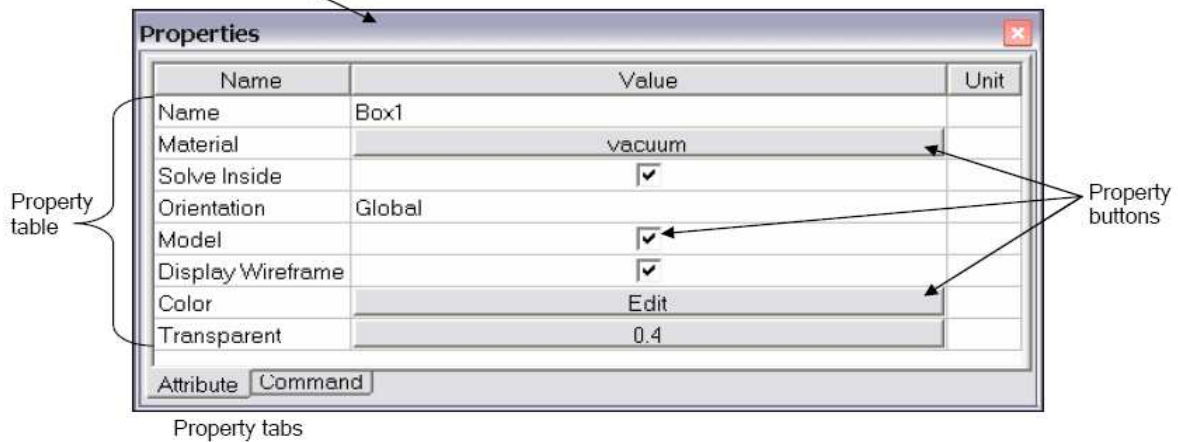 Properties
Name Value Unit
Name Box1
Material vacuum
Solve Inside
Orientation Global
Model
Display Wireframe
Color Edit
Transparent 0.4
Attribute Command
Property
table
Property
buttons
Property tabs